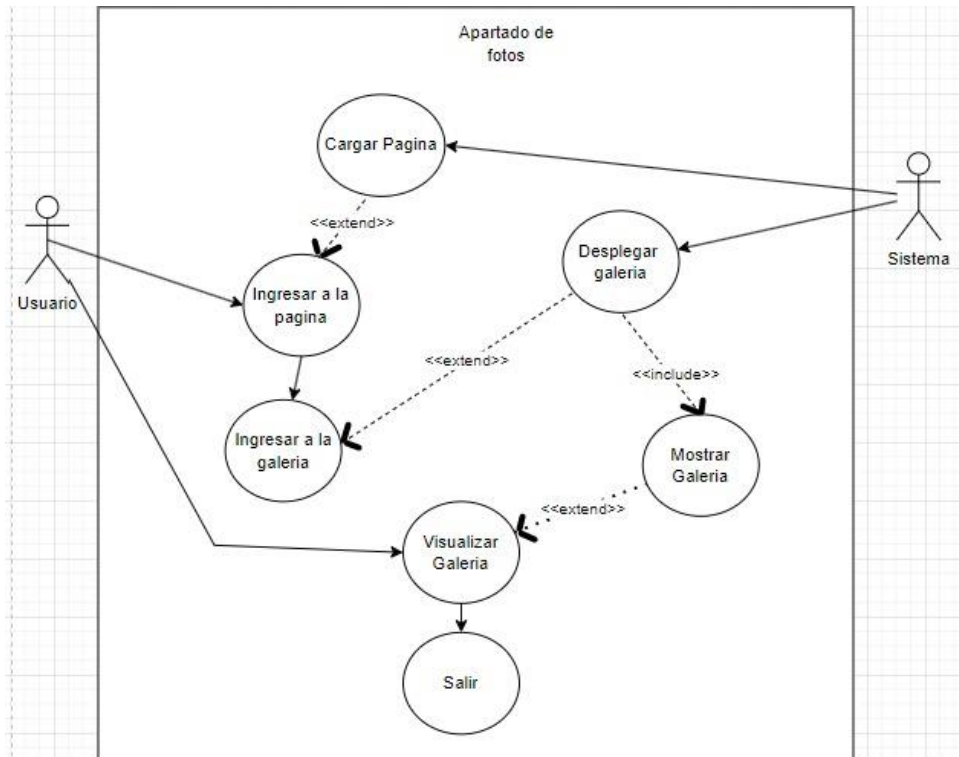 Apartado de
fotos
Cargar Pagina
<<extend>>
Desplegar
galeria
Sistema
Usuario
Ingresar a la
pagina
<<extend>>
<<include>>
Ingresar a la
galeria
Mostrar
Galeria
<<extend>>
Visualizar
Galeria
Salir